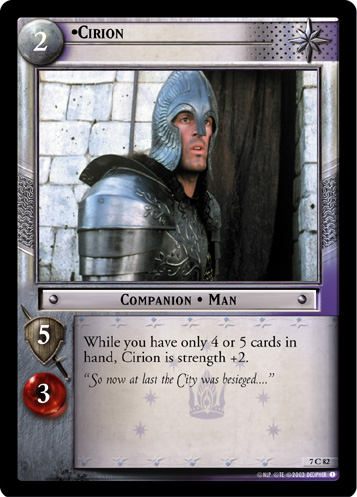 2
•Cirion
Companion • Man
5
3
While you have only 4 or 5 cards in
hand, Cirion is strength +2.
“So now at last the City was besieged....”
7 C 82